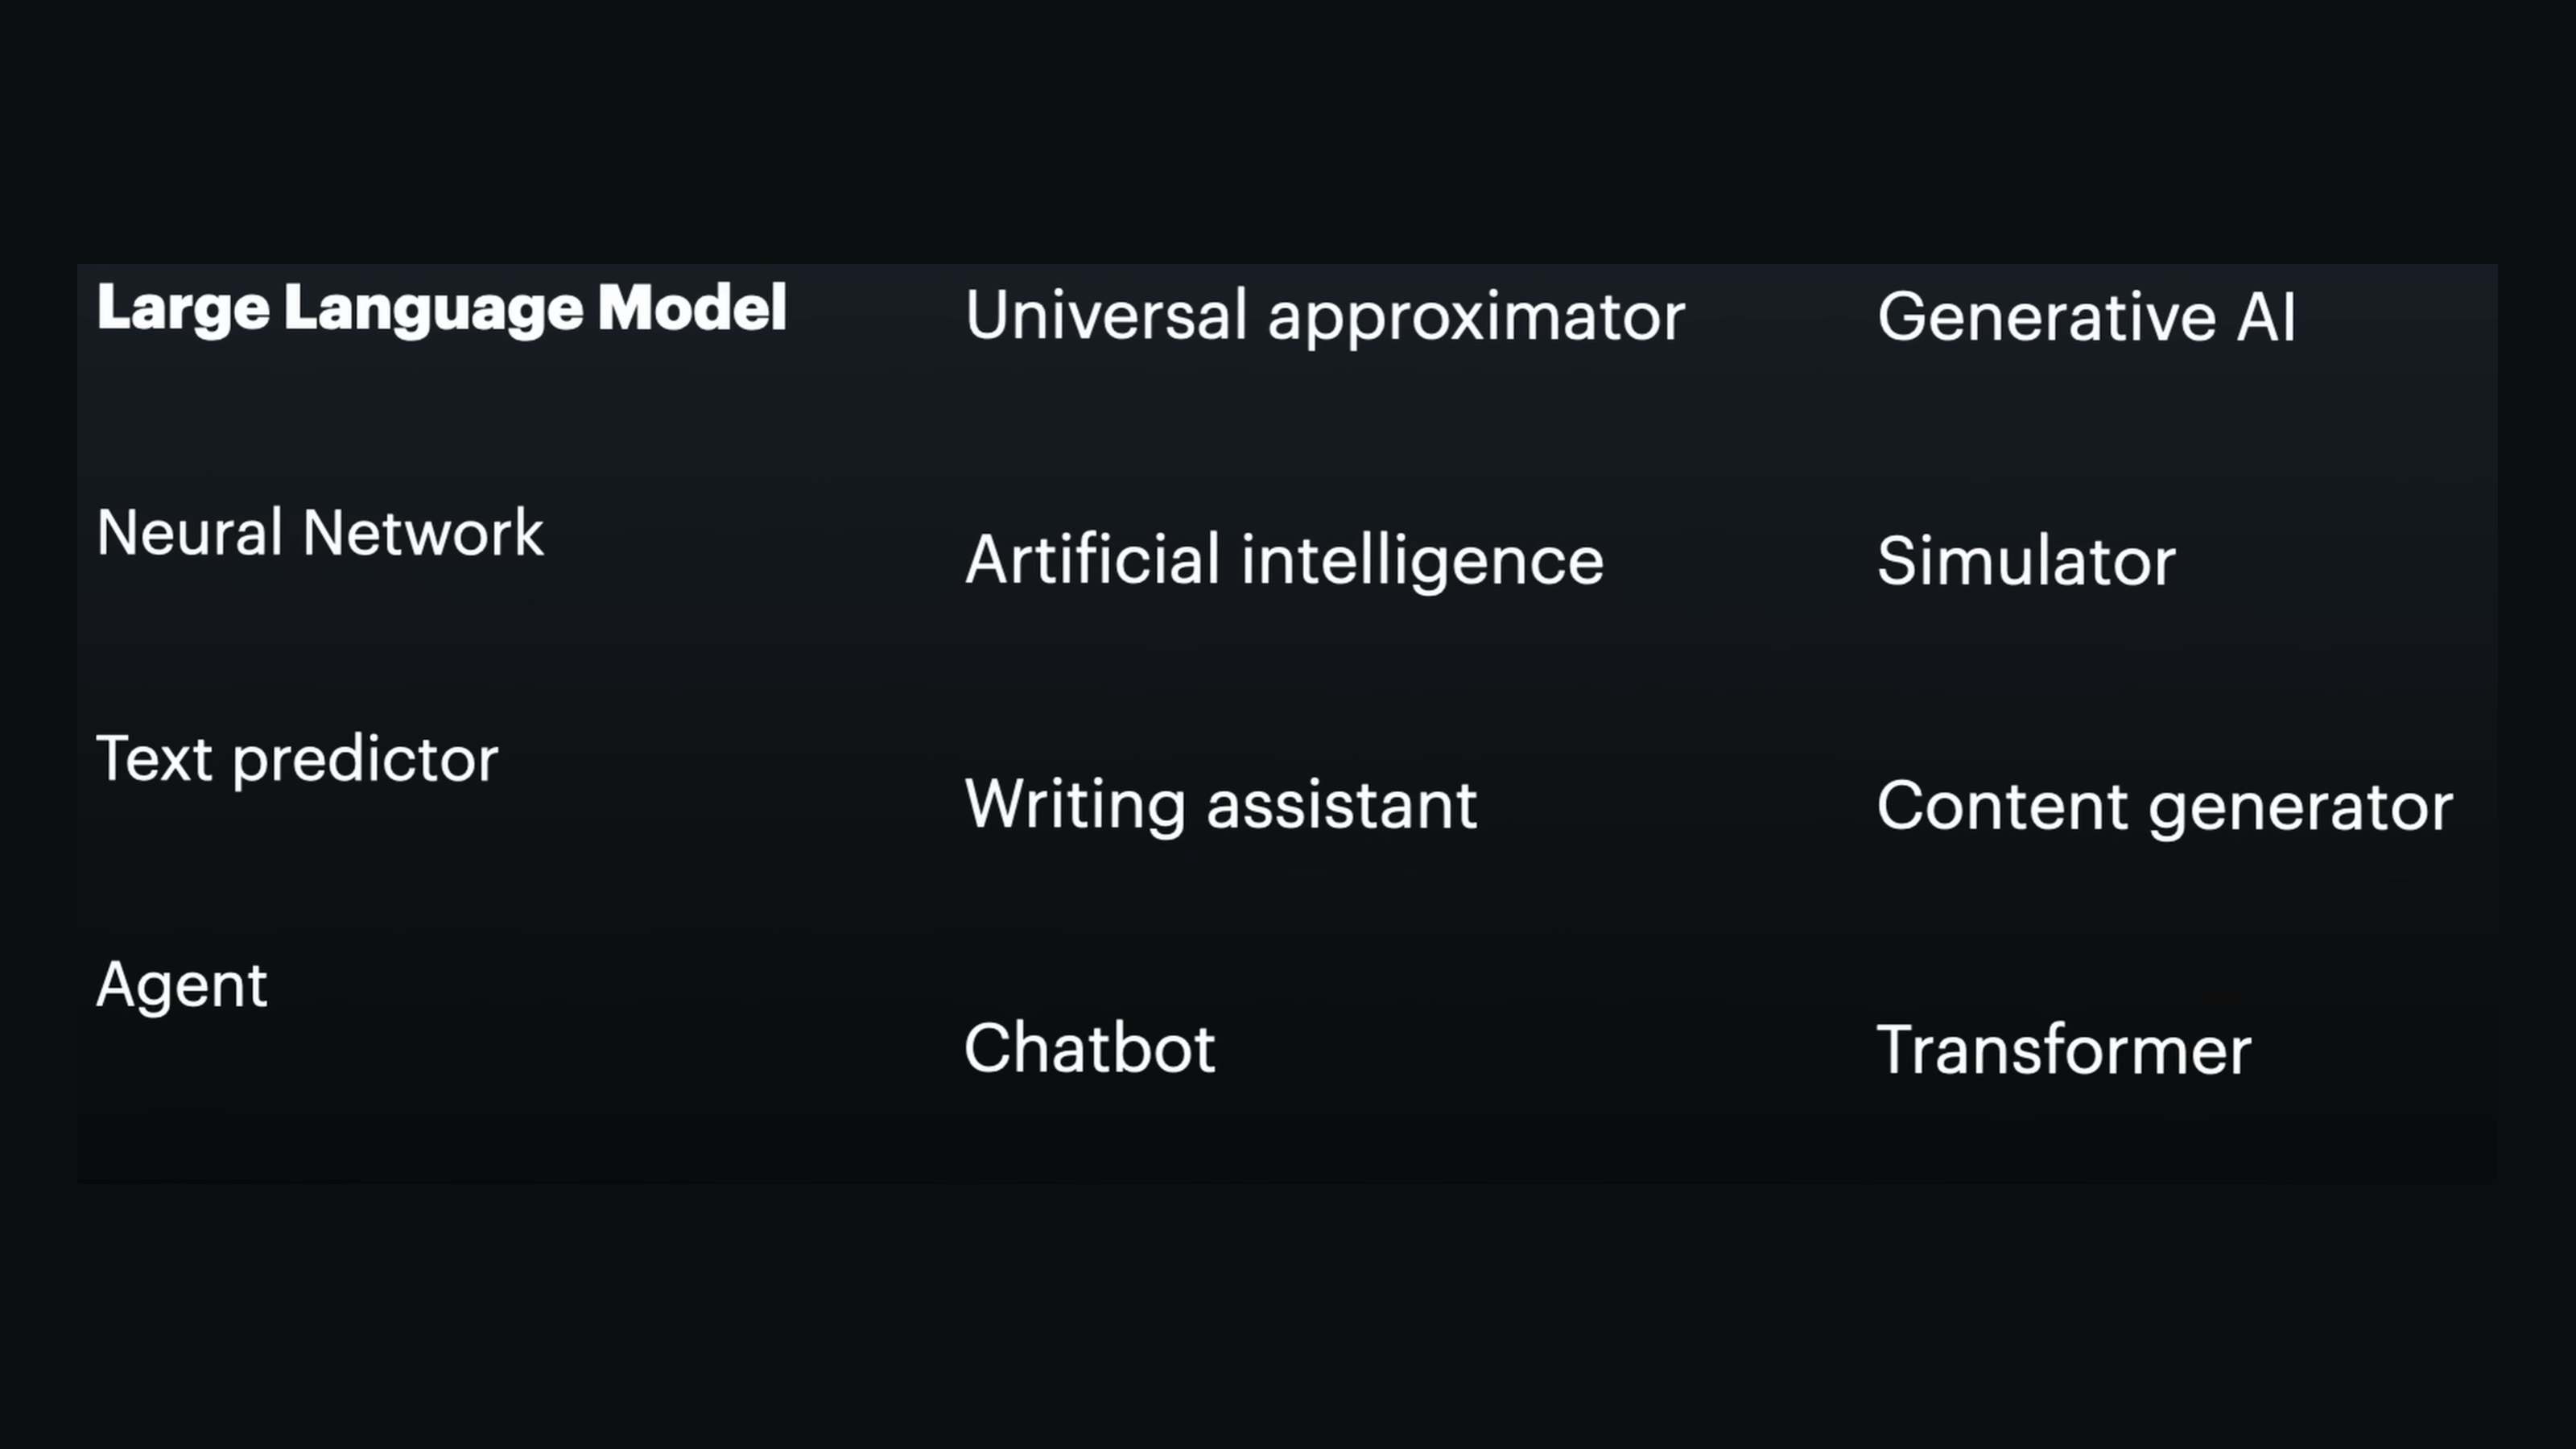 Large Language Model
Neural Network
Text predictor
Agent
Universal approximator
Artificial intelligence
Writing assistant
Chatbot
Generative AI
Simulator
Content generator
Transformer